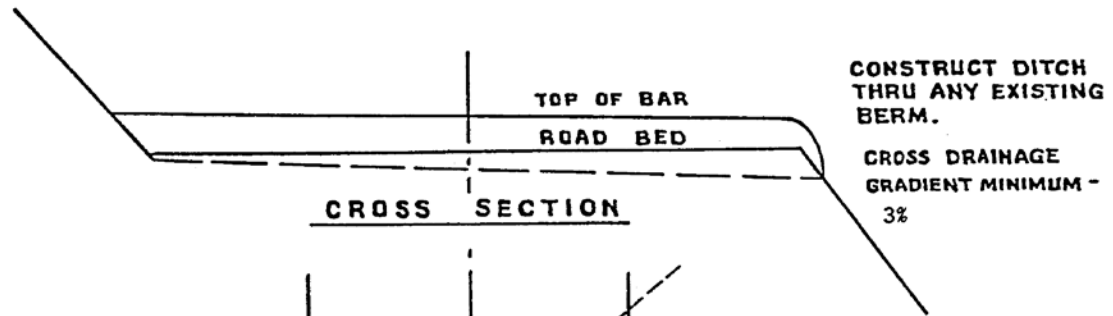 TOP OF BAR
ROAD BED
CROSS SECTION
CONSTRUCT DITCH
THRU ANY EXISTING
BERM.
CROSS DRAINAGE
GRADIENT MINIMUM -
3%